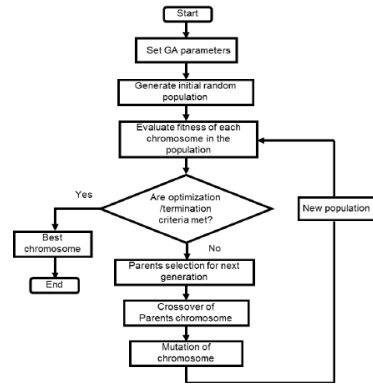 Start
Set GA parameters
Generate initial random
population
Evaluate fitness of each
chromosome in the
population
Are optimization
/termination
criteria met?
Yes
No
Best
chromosome
End
Parents selection for next
generation
Crossover of
Parents chromosome
Mutation of
chromosome
New population